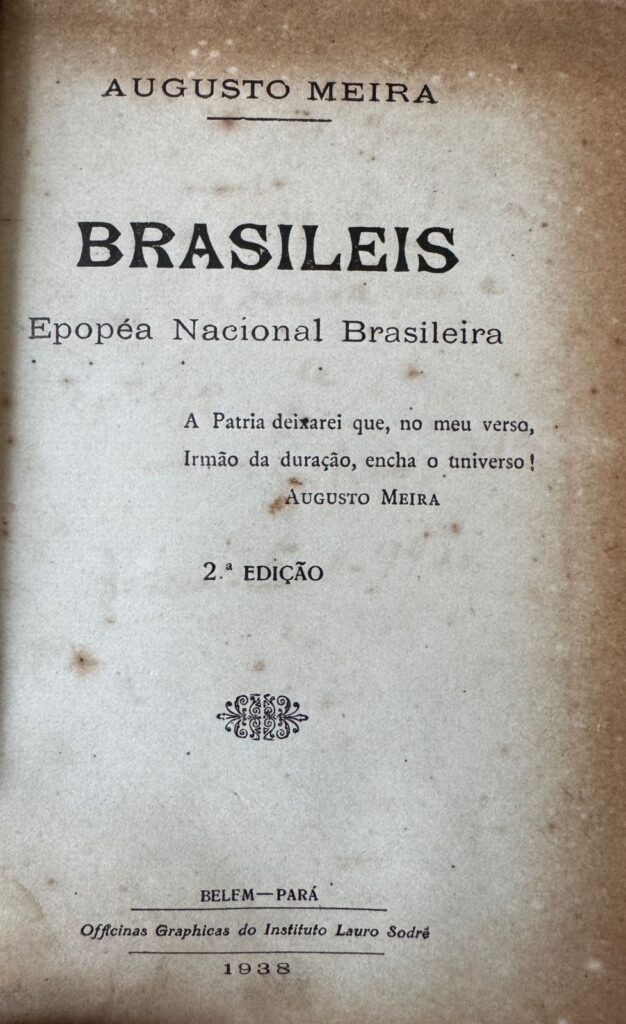 AUGUSTO MEIRA
BRASILEIS
Epopéa Nacional Brasileira
A Patria deixarei que, no meu verso,
Irmão da duração, encha o universo!
AUGUSTO MEIRA
2.ª EDIÇÃO
BELEM—PARÁ
Officinas Graphicas do Instituto Lauro Sodré
1938